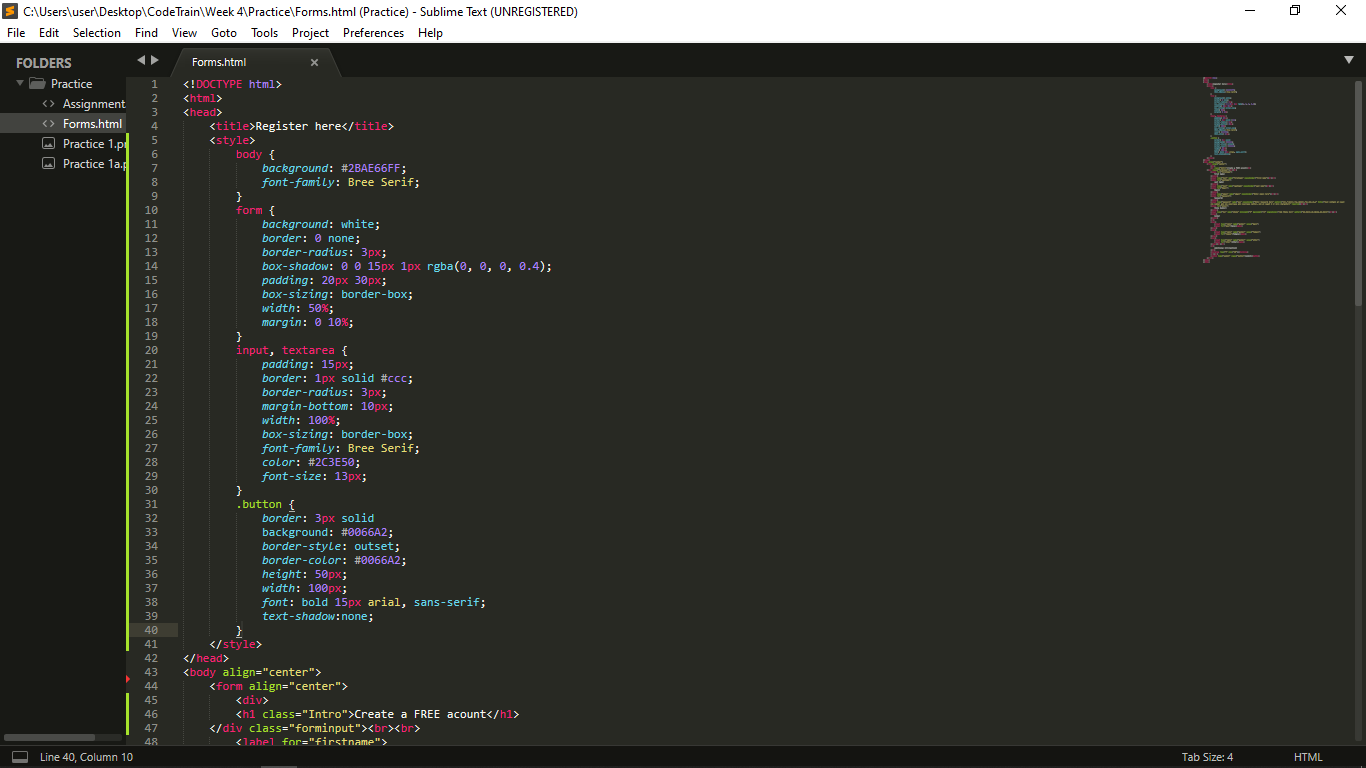 C:\Users\user\Desktop\CodeTrain\Week 4\Practice\Forms.html (Practice) - Sublime Text (UNREGISTERED)
File Edit Selection Find View Goto Tools Project Preferences Help
FOLDERS
Practice
Assignment
Forms.html
Practice 1.pr
Practice 1a.p
Forms.html
1 <!DOCTYPE html>
2 <html>
3 <head>
4 <title>Register here</title>
5 <style>
6 body {
7 background: #2BAE66FF;
8 font-family: Bree Serif;
9 }
10 form {
11 background: white;
12 border: 0 none;
13 border-radius: 3px;
14 box-shadow: 0 0 15px 1px rgba(0, 0, 0, 0.4);
15 padding: 20px 30px;
16 box-sizing: border-box;
17 width: 50%;
18 margin: 0 10%;
19 }
20 input, textarea {
21 padding: 15px;
22 border: 1px solid #ccc;
23 border-radius: 3px;
24 margin-bottom: 10px;
25 width: 100%;
26 box-sizing: border-box;
27 font-family: Bree Serif;
28 color: #2C3E50;
29 font-size: 13px;
30 }
31 .button {
32 border: 3px solid
33 background: #0066A2;
34 border-style: outset;
35 border-color: #0066A2;
36 height: 50px;
37 width: 100px;
38 font: bold 15px arial, sans-serif;
39 text-shadow:none;
40 }
41 </style>
42 </head>
43 <body align="center">
44 <form align="center">
45 <div>
46 <h1 class="Intro">Create a FREE acount</h1>
47 </div class="forminput"><br><br>
48 <label for="firstname">
Line 40, Column 10
Tab Size: 4
HTML